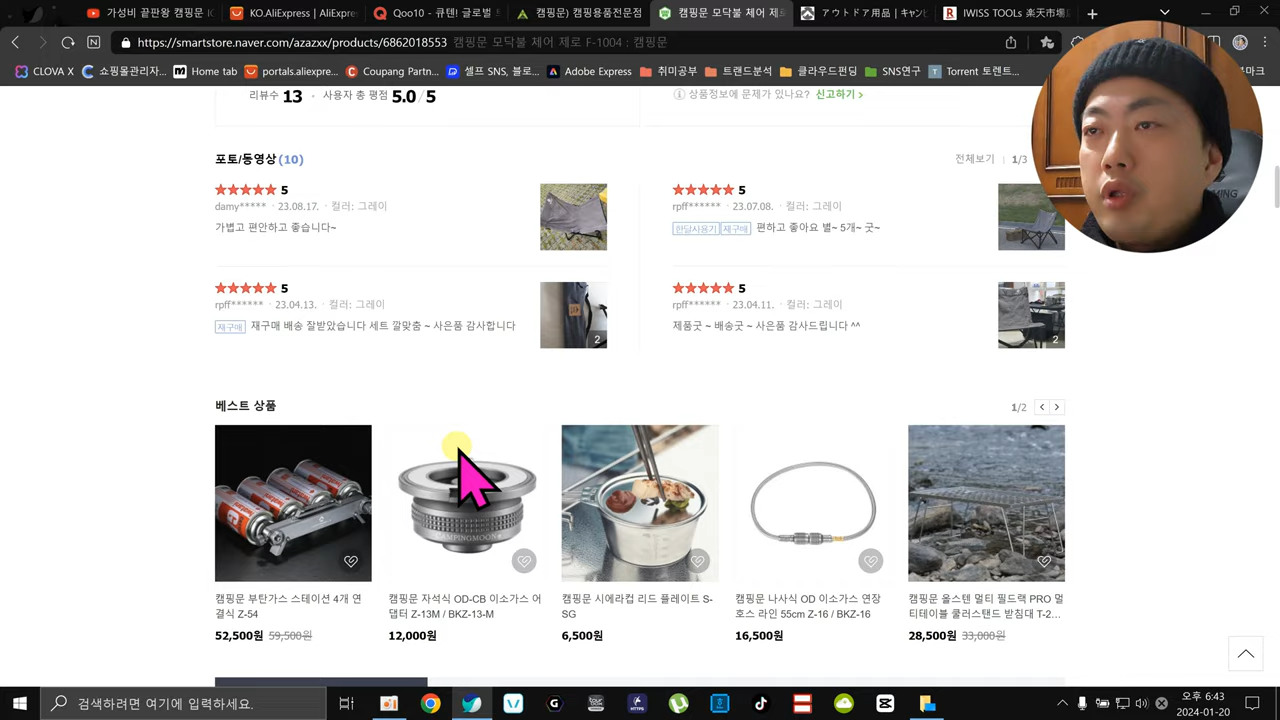 가성비 끝판왕 캠핑문
KO.AliExpress | AliExpres
Qoo10 - 큐텐! 글로벌
캠핑문) 캠핑용품전문점
캠핑문 모닥불 체어 제로
アウトドア用品 | キャン
IWISS TOOLs 楽天市場
https://smartstore.naver.com/azazxx/products/6862018553 캠핑문 모닥불 체어 제로 F-1004 : 캠핑문
CLOVA X
쇼핑몰관리자...
Home tab
portals.aliexpre...
Coupang Partn...
셀프 SNS, 블로...
Adobe Express
취미공부
트랜드분석
클라우드펀딩
SNS연구
Torrent 토렌트...
북마크
리뷰수 13 · 사용자 총 평점 5.0/5
상품정보에 문제가 있나요? 신고하기 >
포토/동영상 (10)
전체보기 | 1/3
5
damy***** · 23.08.17. · 컬러: 그레이
가볍고 편안하고 좋습니다~
5
rpff****** · 23.07.08. · 컬러: 그레이
한달사용기 재구매 편하고 좋아요 별~ 5개~ 굿~
5
rpff****** · 23.04.13. · 컬러: 그레이
재구매 재구매 배송 잘받았습니다 세트 깔맞춤 ~ 사은품 감사합니다
2
5
rpff****** · 23.04.11. · 컬러: 그레이
제품굿 ~ 배송굿 ~ 사은품 감사드립니다 ^^
2
베스트 상품
1/2
CAMPINGMOON
캠핑문 부탄가스 스테이션 4개 연
결식 Z-54
52,500원 59,500원
캠핑문 자석식 OD-CB 이소가스 어
댑터 Z-13M / BKZ-13-M
12,000원
캠핑문 시에라컵 리드 플레이트 S-
SG
6,500원
캠핑문 나사식 OD 이소가스 연장
호스 라인 55cm Z-16 / BKZ-16
16,500원
캠핑문 올스텐 멀티 필드랙 PRO 멀
티테이블 쿨러스탠드 받침대 T-2...
28,500원 33,000원
검색하려면 여기에 입력하세요.
오후 6:43
2024-01-20